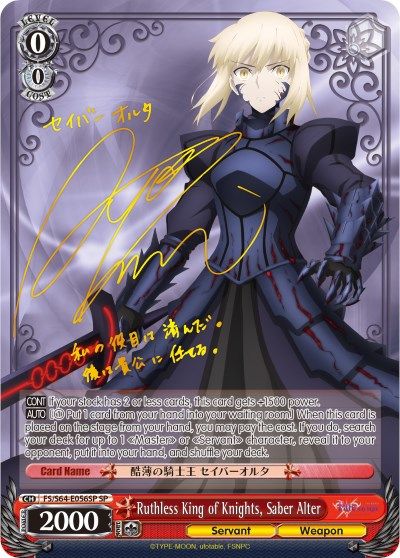 LEVEL
0
0
COST
セイバーオルタ
私の役目は済んだ。
後は貴公に任せる。
CONT If your stack has 2 or less cards, this card gets +1500 power.
AUTO [① Put 1 card from your hand into your waiting room] When this card is
placed on the stage from your hand, you may pay the cost. If you do, search
your deck for up to 1 «Master» or «Servant» character, reveal it to your
opponent, put it into your hand, and shuffle your deck.
Card Name 酷薄の騎士王 セイバーオルタ
CH FS/S64-E056SP SP
POWER 2000 Ruthless King of Knights, Saber Alter
Servant Weapon
©TYPE-MOON, ufotable, FSNPC